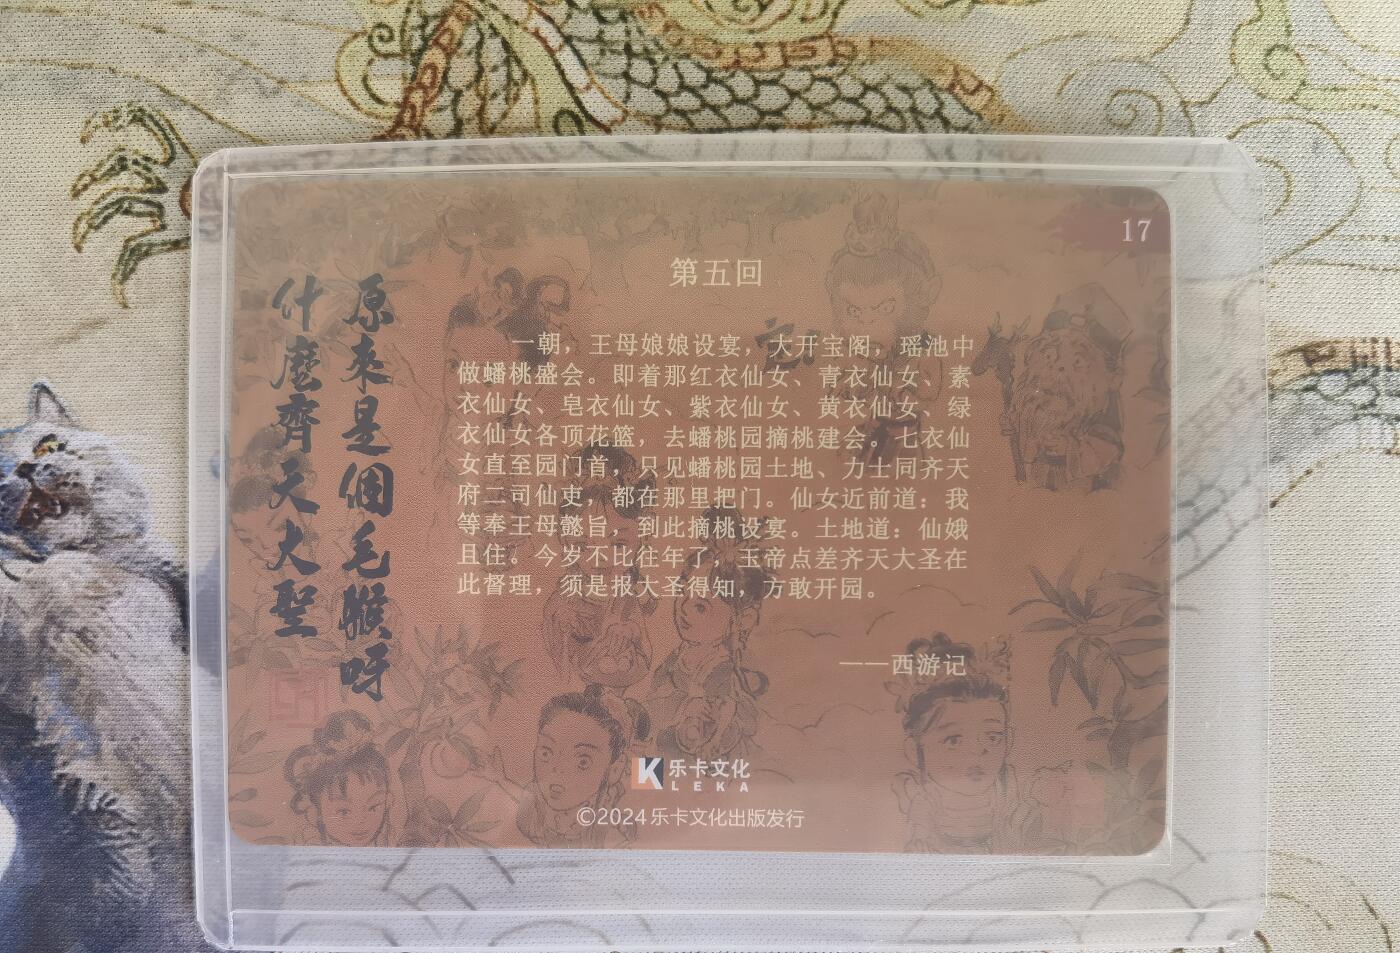 17
第五回
一朝，王母娘娘设宴，大开宝阁，瑶池中
做蟠桃盛会。即着那红衣仙女、青衣仙女、素
衣仙女、皂衣仙女、紫衣仙女、黄衣仙女、绿
衣仙女各顶花篮，去蟠桃园摘桃建会。七衣仙
女直至园门首，只见蟠桃园土地、力士同齐天
府二司仙吏，都在那里把门。仙女近前道：我
等奉王母懿旨，到此摘桃设宴。土地道：仙娥
且住。今岁不比往年了，玉帝点差齐天大圣在
此督理，须是报大圣得知，方敢开园。
——西游记
原來是個毛猴呀
什麼齊天大聖
乐卡文化
LEKA
©2024乐卡文化出版发行